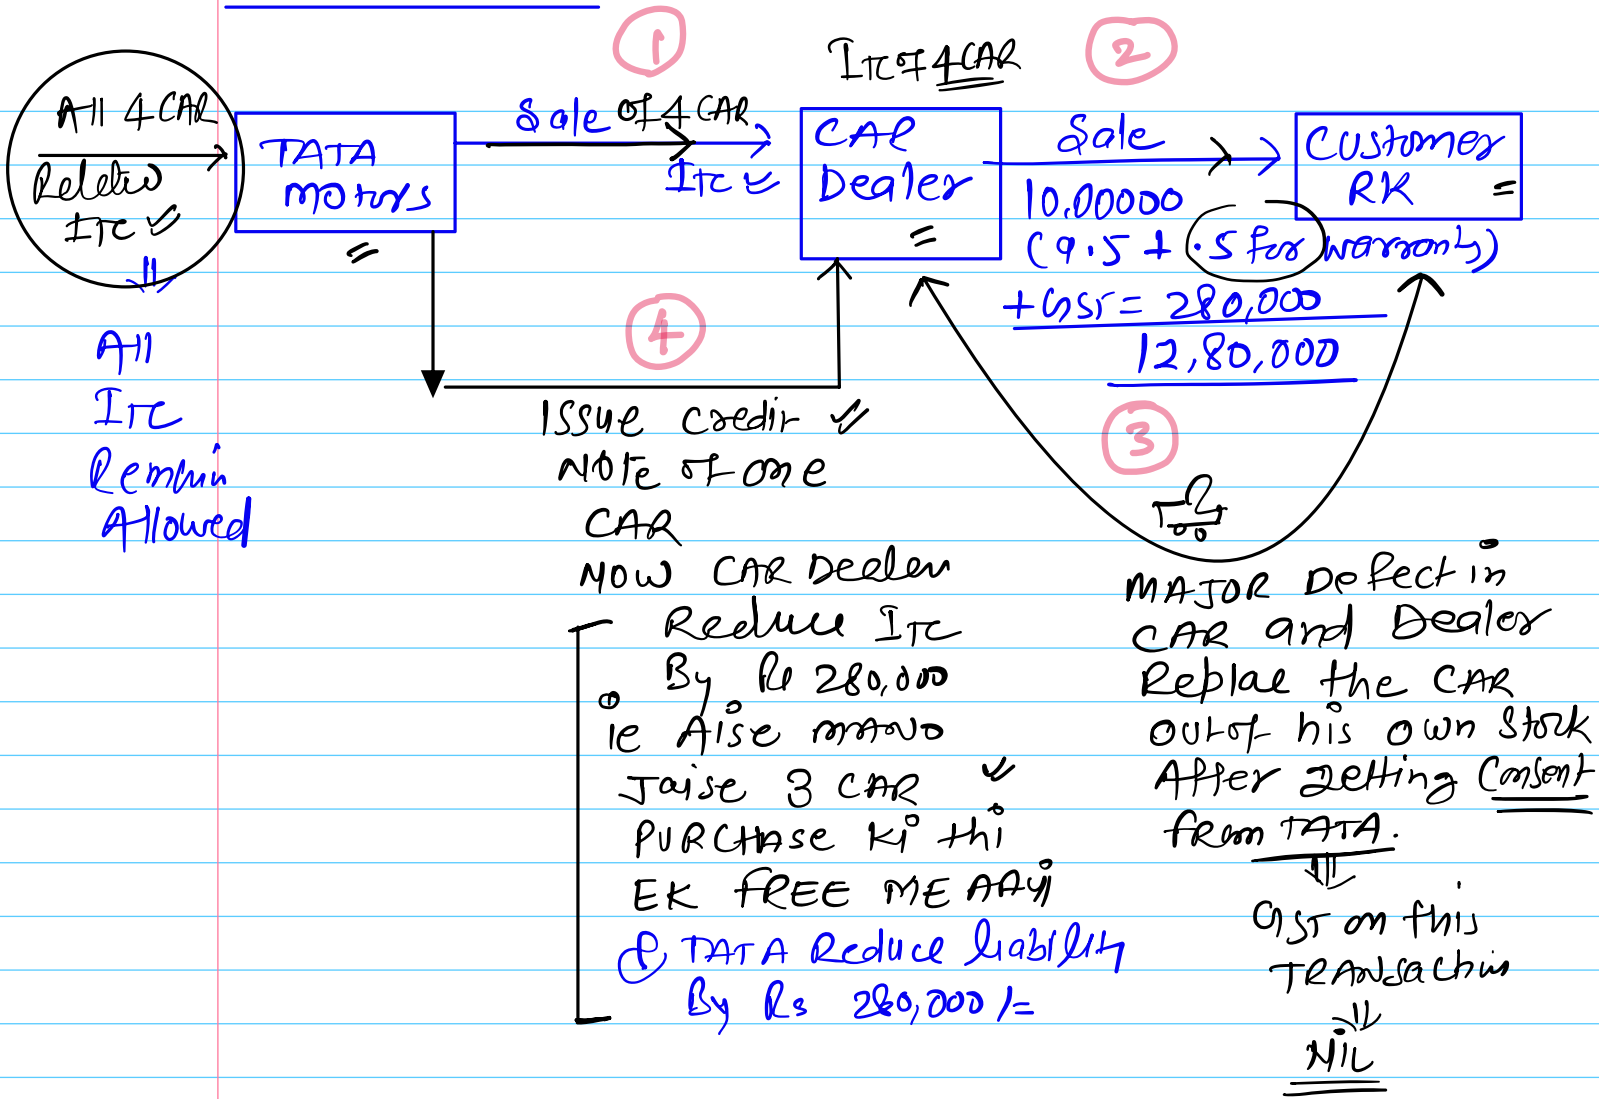 1
2
ITC OF 4 CAR
All 4 CAR
Releted
ITC ✓
TATA
MOTORS
=
Sale OF 4 CAR
ITC ✓
CAR
Dealer
=
Sale
10,00000
(9.5 + .5 for warranty)
+ GST = 280,000
12,80,000
Customer
RK =
All
ITC
Remain
Allowed
4
Issue Credit ✓
NOTE OF one
CAR
NOW CAR Dealer
Reduce ITC
By Rs 280,000
ie Aise MANO
Jaise 3 CAR ✓
PURCHASE Ki thi
EK FREE ME AAyi
& TATA Reduce liability
By Rs 280,000/=
3
MAJOR Defect in
CAR and Dealer
Replae the CAR
out of his own Stock
After getting Consent
from TATA.
GST on this
TRANSaction
NIL